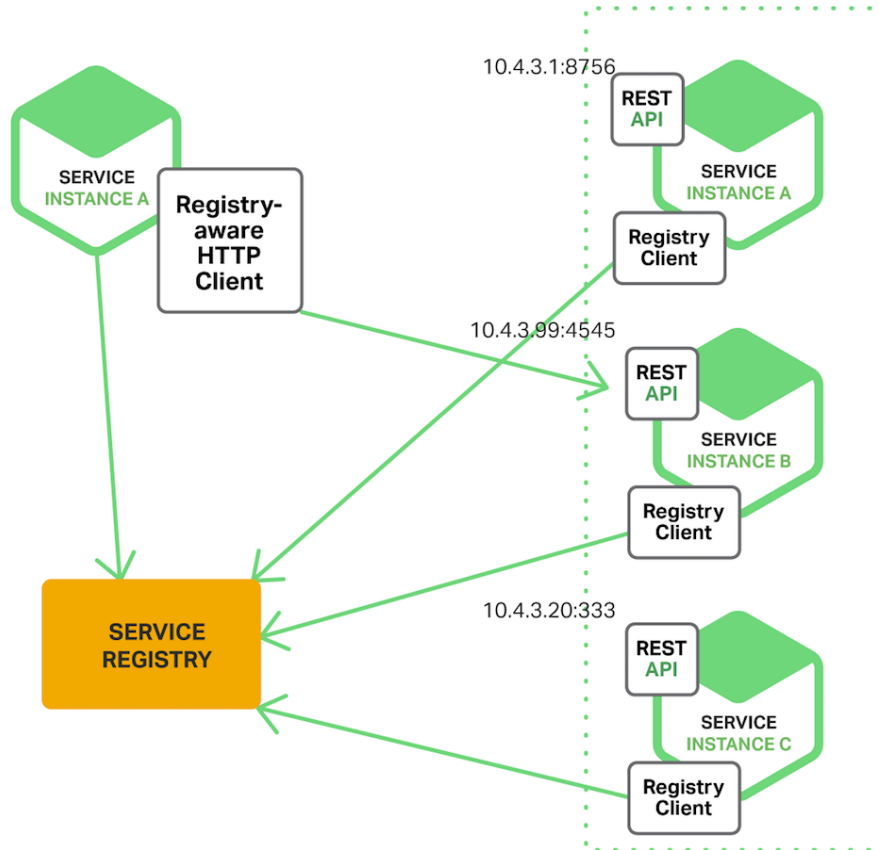 SERVICE
INSTANCE A
Registry-
aware
HTTP
Client
SERVICE
REGISTRY
10.4.3.1:8756
REST
API
SERVICE
INSTANCE A
Registry
Client
10.4.3.99:4545
REST
API
SERVICE
INSTANCE B
Registry
Client
10.4.3.20:333
REST
API
SERVICE
INSTANCE C
Registry
Client